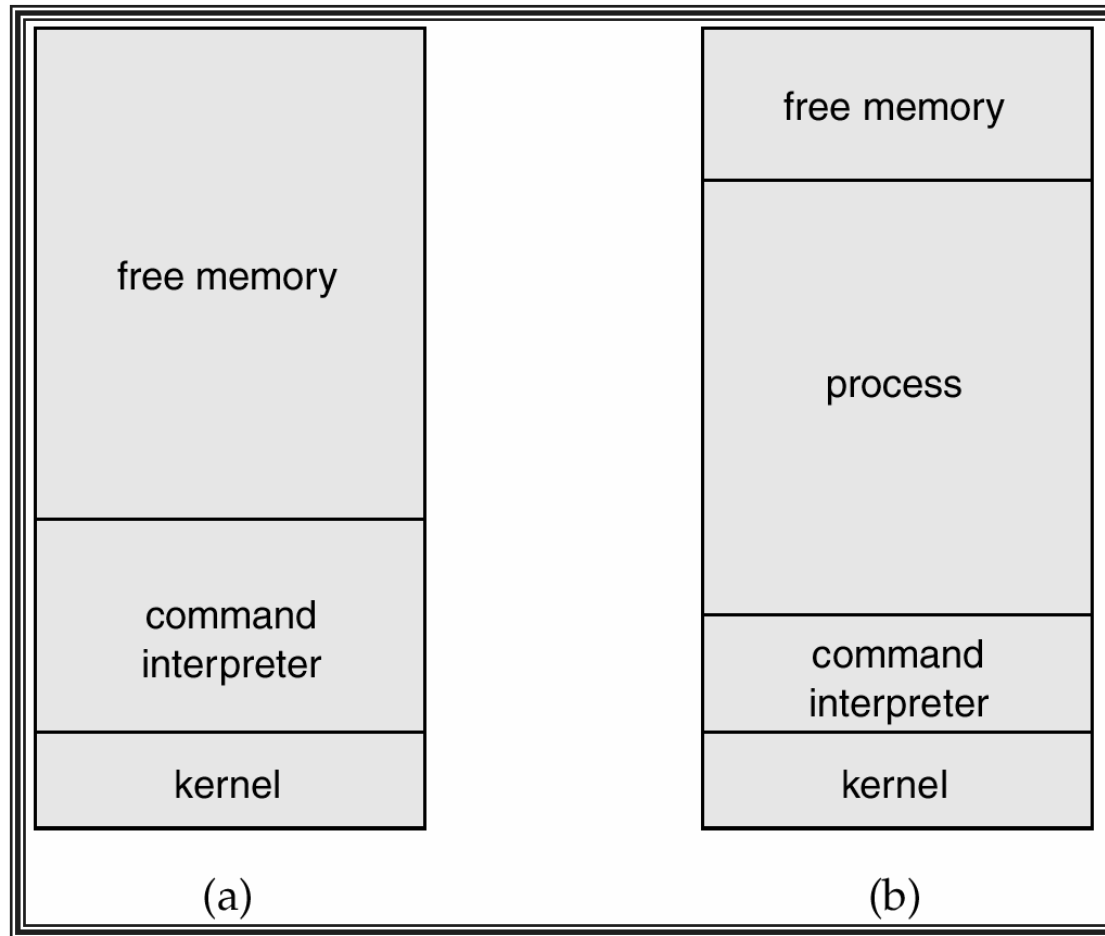 free memory
command
interpreter
kernel
(a)
free memory
process
command
interpreter
kernel
(b)